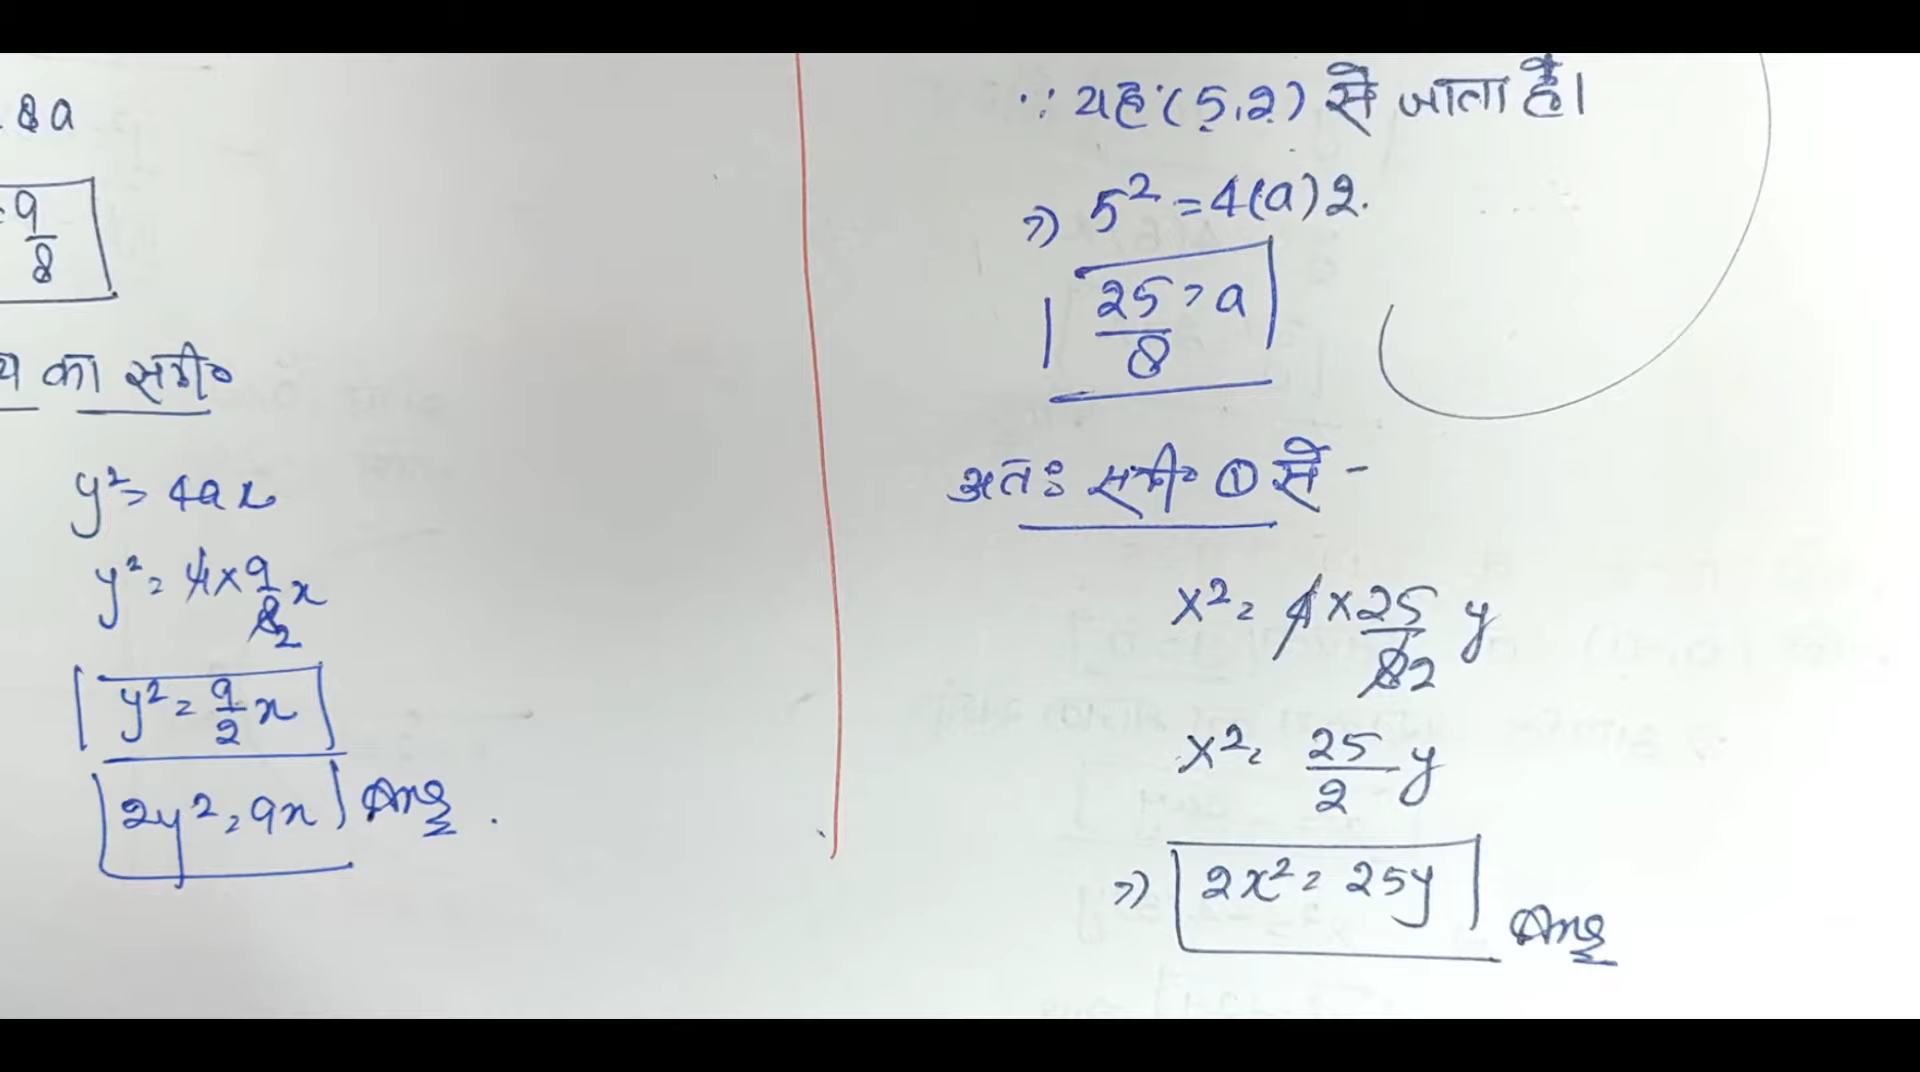 8a
= 9/8
का समी०
y² = 4ax
y² = 4 × 9/8 2 x
y² = 9/2 x
2y² = 9x Ans
∵ यह (5,2) से जाता है।
⇒ 5² = 4(a)2.
25/8 = a
अतः समी० ① से -
x² = 4 × 25/8 2 y
x² = 25/2 y
⇒ 2x² = 25y Ans